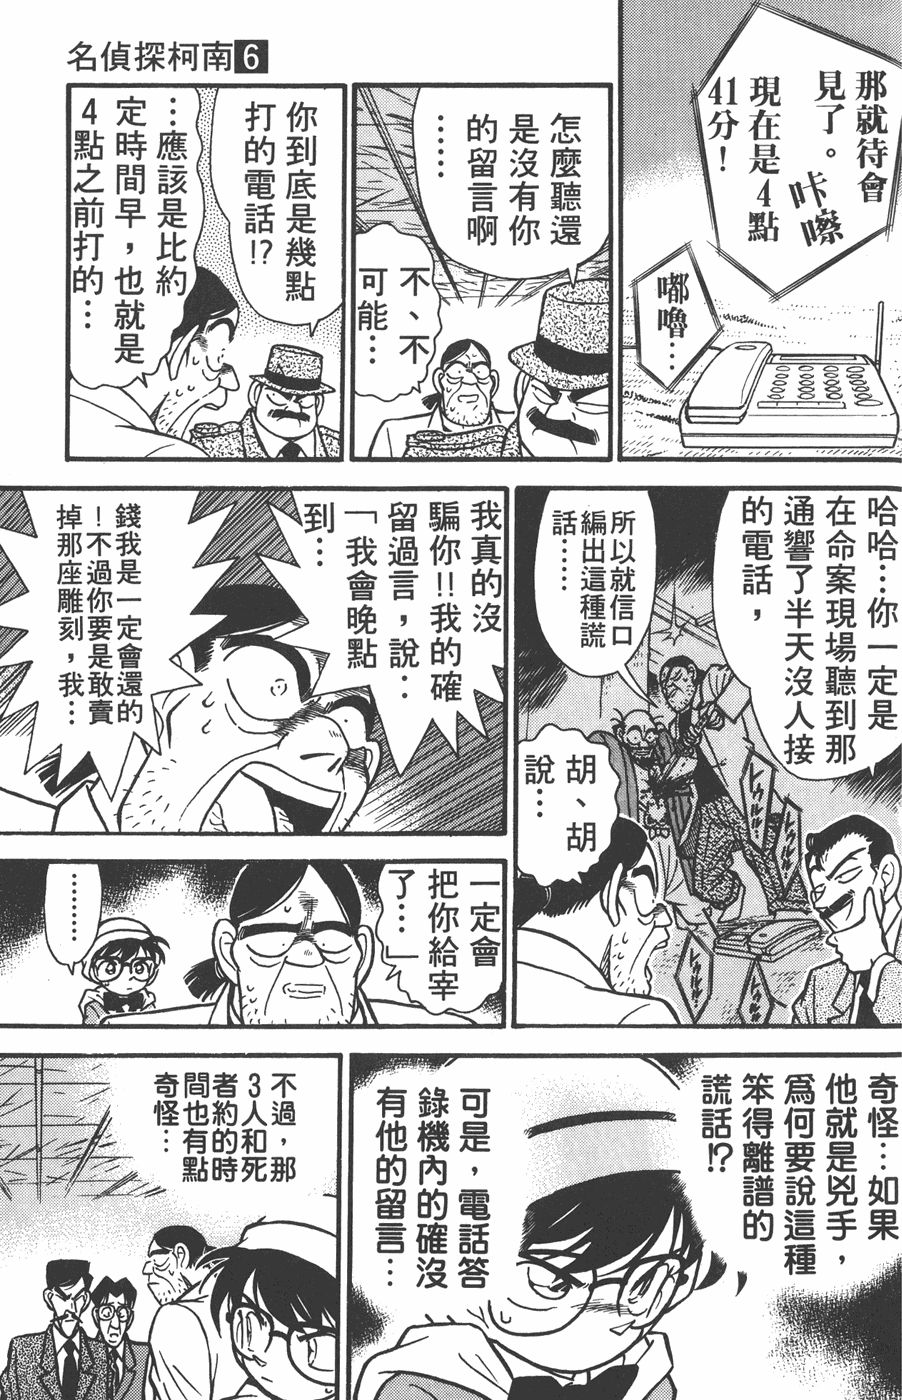 名偵探柯南6
那就待會
見了。
現在是4點
41分！
咔嚓
嘟嚕…
怎麼聽還
是沒有你
的留言啊
……
不、不
可能…
你到底是幾點
打的電話!?
…應該是比約
定時間早，也就是
4點之前打的…
哈哈…你一定是
在命案現場聽到那
通響了半天沒人接
的電話，
所以就信口
編出這種謊
話……
胡、胡
說…
我真的沒
騙你!!我的確
留過言，說‥
「我會晚點
到…
錢我是一定會還的
！不過你要是敢賣
掉那座雕刻，我…
一定會
把你給宰
了…」
……
奇怪…如果
他就是兇手，
為何要說這種
笨得離譜的
謊話!?
可是，電話答
錄機內的確沒
有他的留言…
不過，那
3人和死
者約的時
間也有點
奇怪…